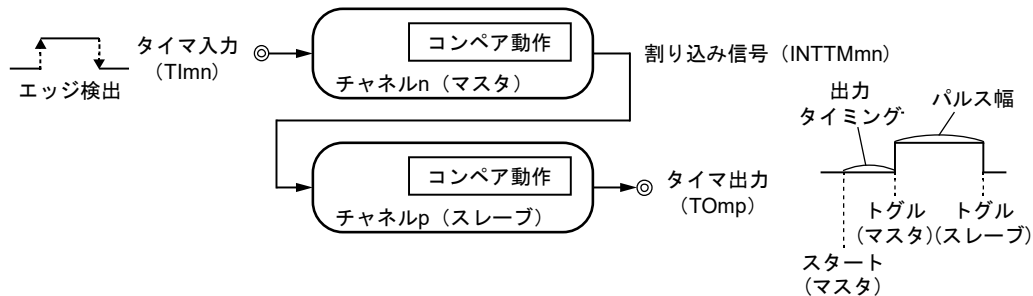 タイマ入力
（TImn）
エッジ検出
コンペア動作
チャネルn（マスタ）
割り込み信号（INTTMmn）
コンペア動作
チャネルp（スレーブ）
タイマ出力
（TOmp）
出力
タイミング
パルス幅
トグル
（マスタ）
トグル
（スレーブ）
スタート
（マスタ）